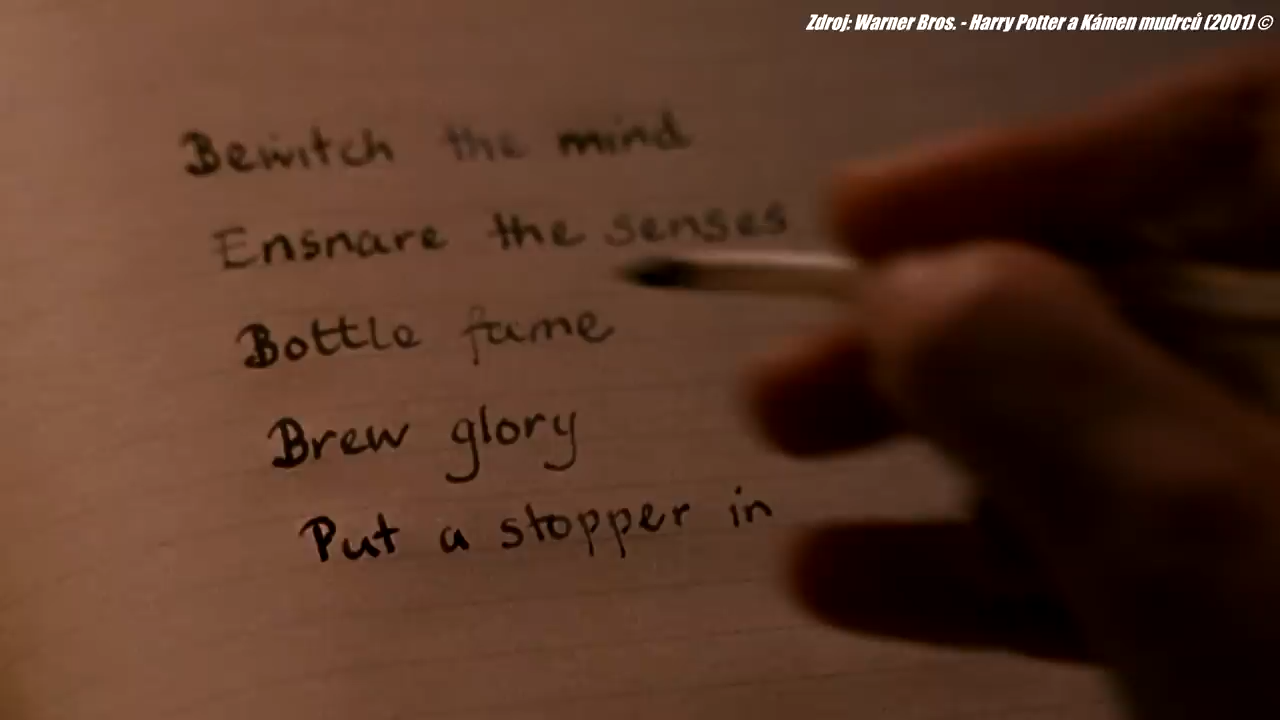 Zdroj: Warner Bros. - Harry Potter a Kámen mudrců (2001) ©
Bewitch the mind
Ensnare the senses
Bottle fame
Brew glory
Put a stopper in